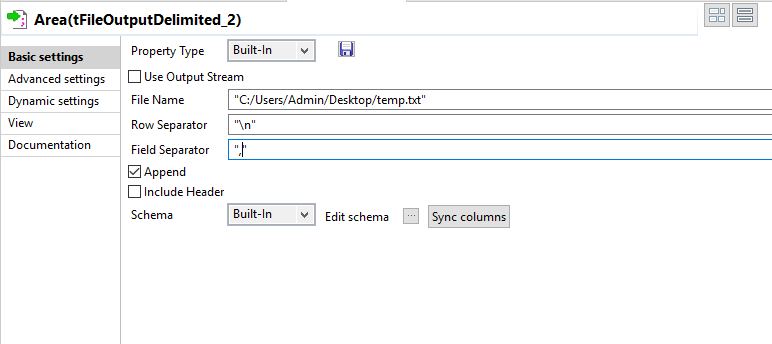 Area(tFileOutputDelimited_2)
Basic settings
Advanced settings
Dynamic settings
View
Documentation
Property Type Built-In
Use Output Stream
File Name "C:/Users/Admin/Desktop/temp.txt"
Row Separator "\n"
Field Separator ","
Append
Include Header
Schema Built-In Edit schema ... Sync columns